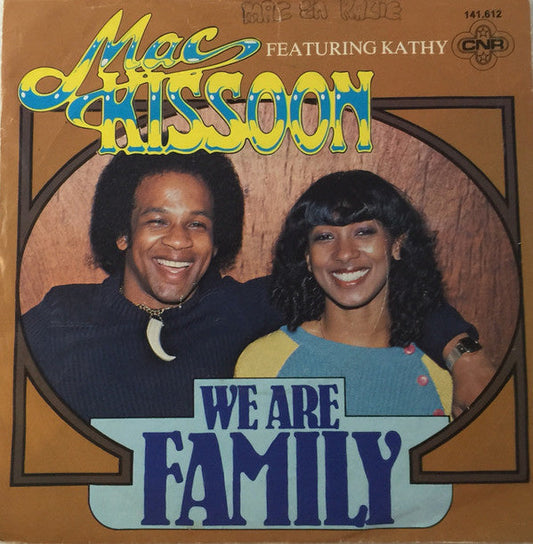 141.612
Mac
FEATURING KATHY
CNR
KISSOON
WE ARE
FAMILY